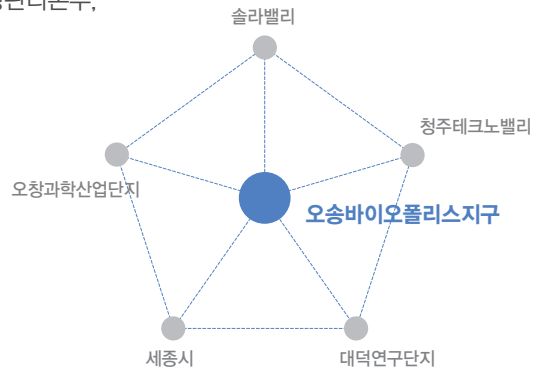 솔라밸리
청주테크노밸리
오창과학산업단지
오송바이오폴리스지구
세종시
대덕연구단지